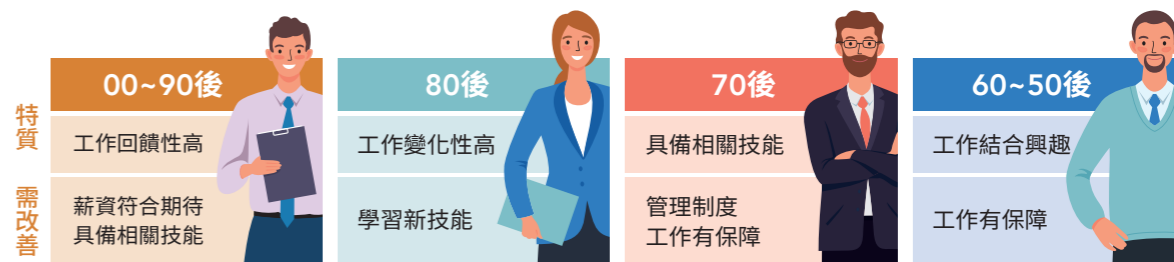 00~90後
80後
70後
60~50後
特質
工作回饋性高
工作變化性高
具備相關技能
工作結合興趣
需改善
薪資符合期待
具備相關技能
學習新技能
管理制度
工作有保障
工作有保障